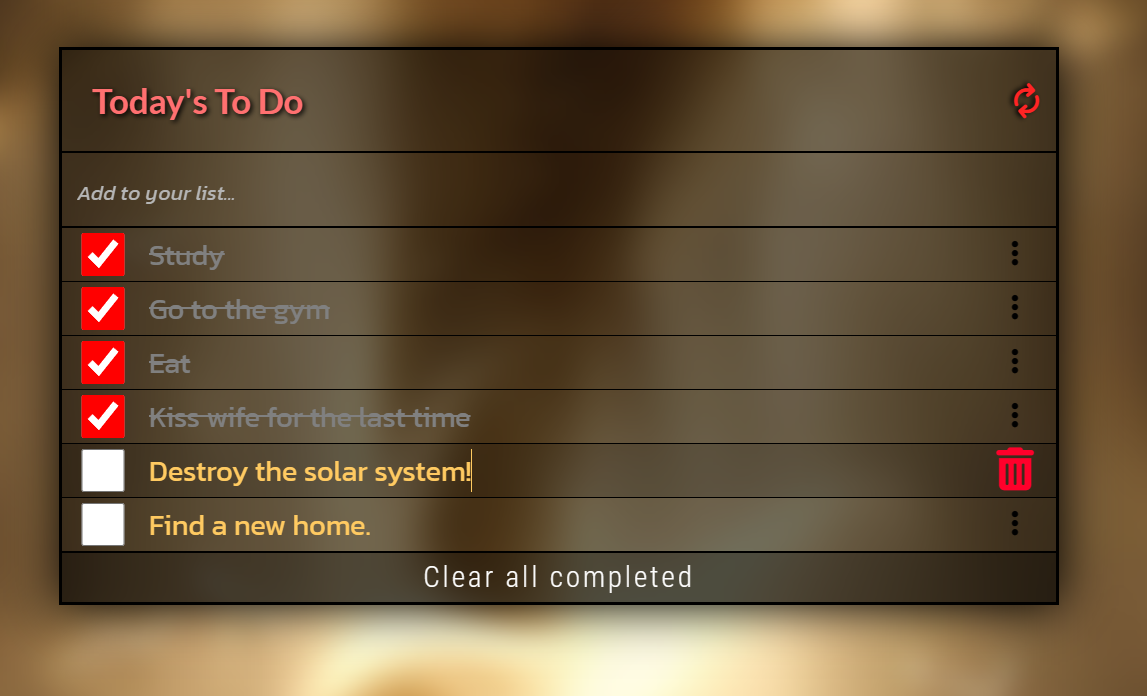 Today's To Do
Add to your list...
Study
Go to the gym
Eat
Kiss wife for the last time
Destroy the solar system!
Find a new home.
Clear all completed